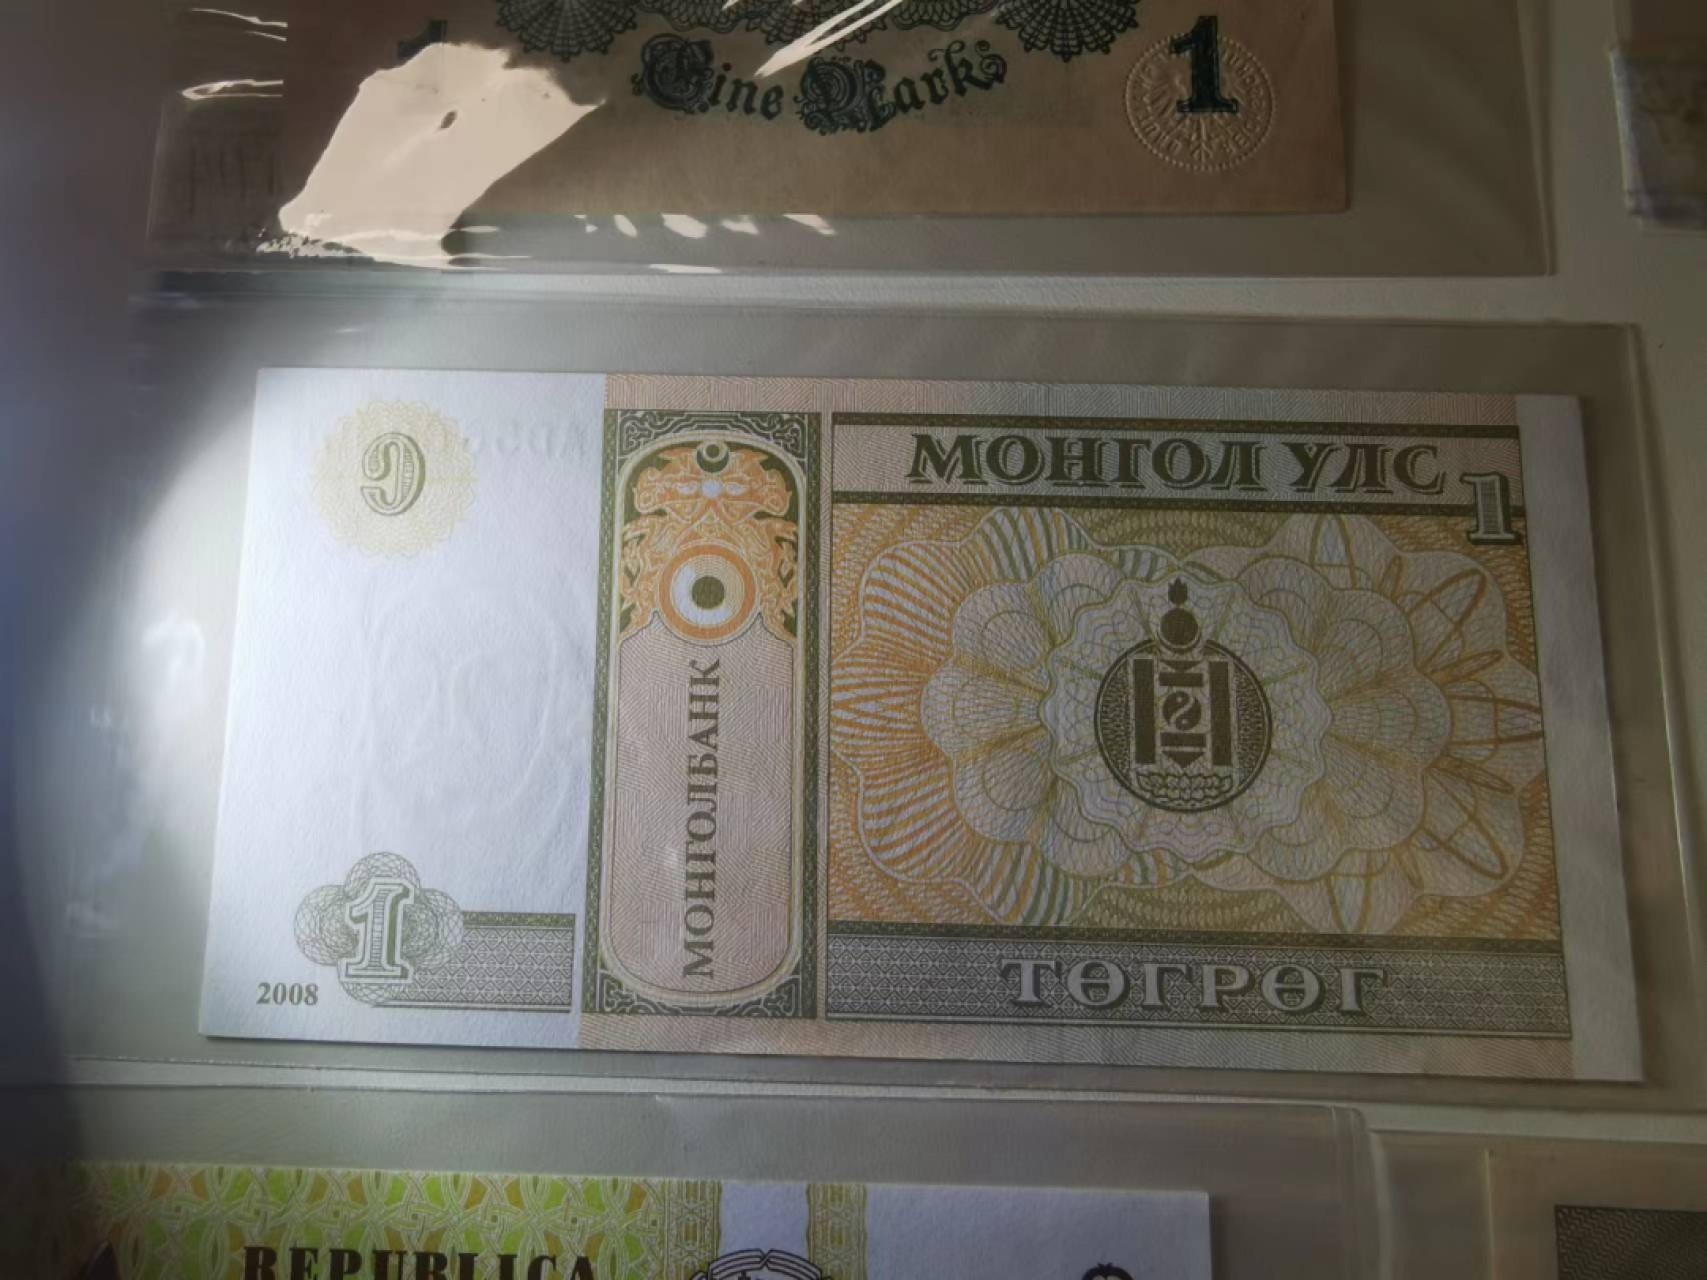 1
Eine Mark
1
МОНГОЛ УЛС
1
МОНГОЛБАНК
1
2008
ТӨГРӨГ
REPUBLICA